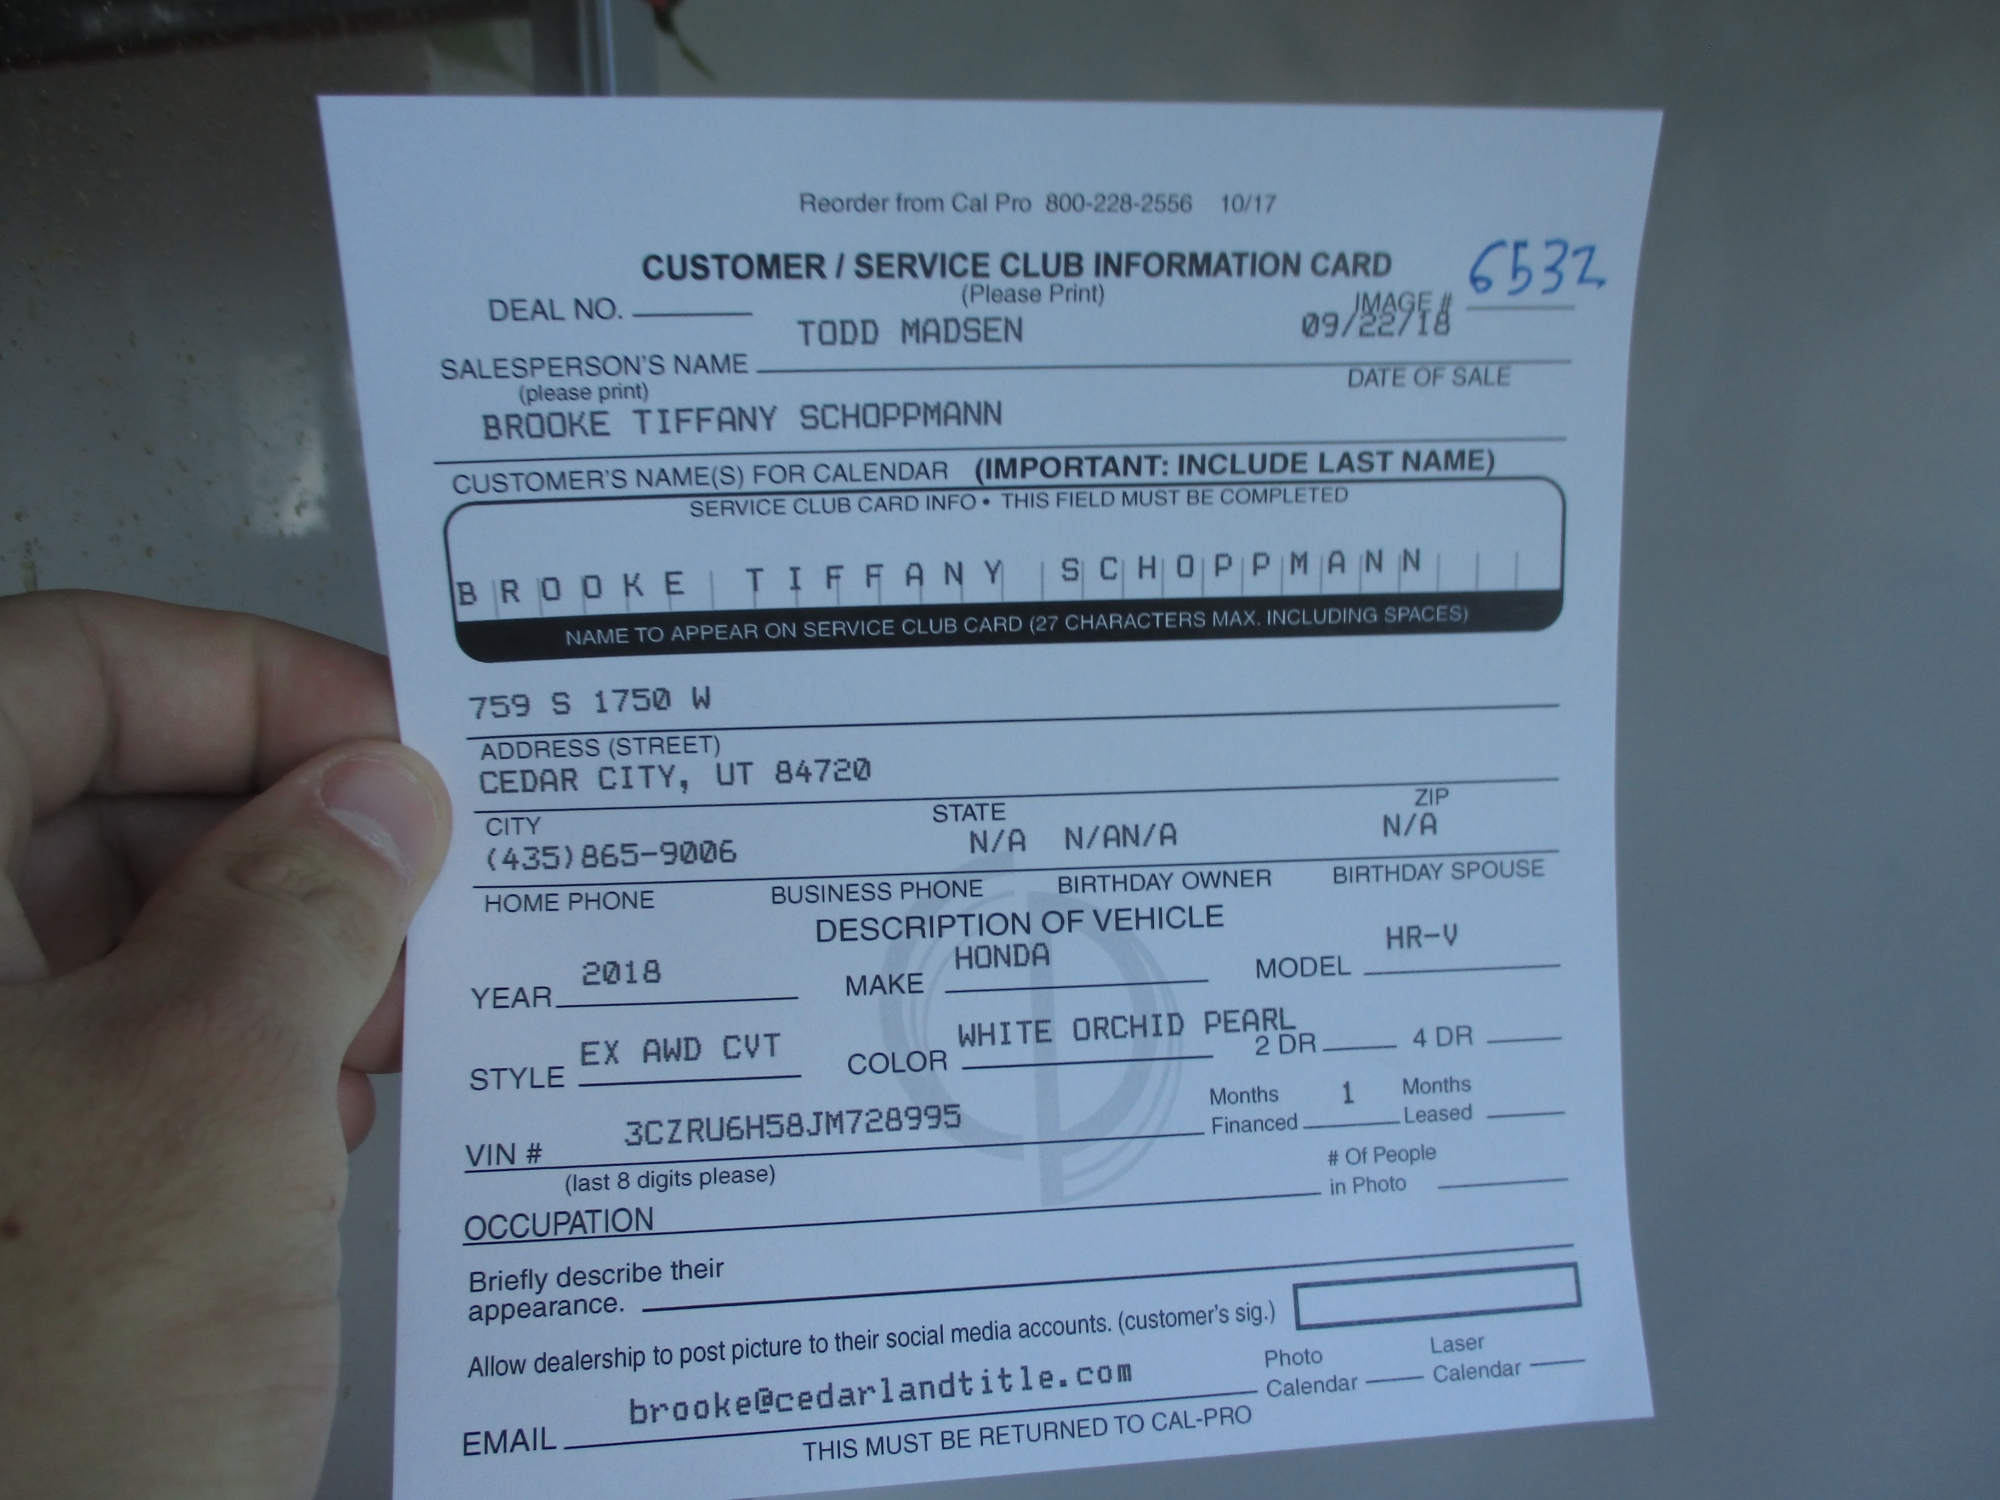 Reorder from Cal Pro 800-228-2556 10/17
CUSTOMER / SERVICE CLUB INFORMATION CARD
6532
(Please Print)
DEAL NO.
IMAGE #
TODD MADSEN 09/22/18
SALESPERSON'S NAME
DATE OF SALE
(please print)
BROOKE TIFFANY SCHOPPMANN
CUSTOMER'S NAME(S) FOR CALENDAR (IMPORTANT: INCLUDE LAST NAME)
SERVICE CLUB CARD INFO • THIS FIELD MUST BE COMPLETED
BROOKE TIFFANY SCHOPPMANN
NAME TO APPEAR ON SERVICE CLUB CARD (27 CHARACTERS MAX. INCLUDING SPACES)
759 S 1750 W
ADDRESS (STREET)
CEDAR CITY, UT 84720
CITY STATE ZIP
(435)865-9006 N/A N/AN/A N/A
HOME PHONE BUSINESS PHONE BIRTHDAY OWNER BIRTHDAY SPOUSE
DESCRIPTION OF VEHICLE
YEAR 2018 MAKE HONDA MODEL HR-V
STYLE EX AWD CVT COLOR WHITE ORCHID PEARL 2 DR 4 DR
VIN # 3CZRU6H58JM728995 Months Financed 1 Months Leased
(last 8 digits please)
# Of People in Photo
OCCUPATION
Briefly describe their
appearance.
Allow dealership to post picture to their social media accounts. (customer's sig.)
EMAIL brooke@cedarlandtitle.com Photo Calendar Laser Calendar
THIS MUST BE RETURNED TO CAL-PRO